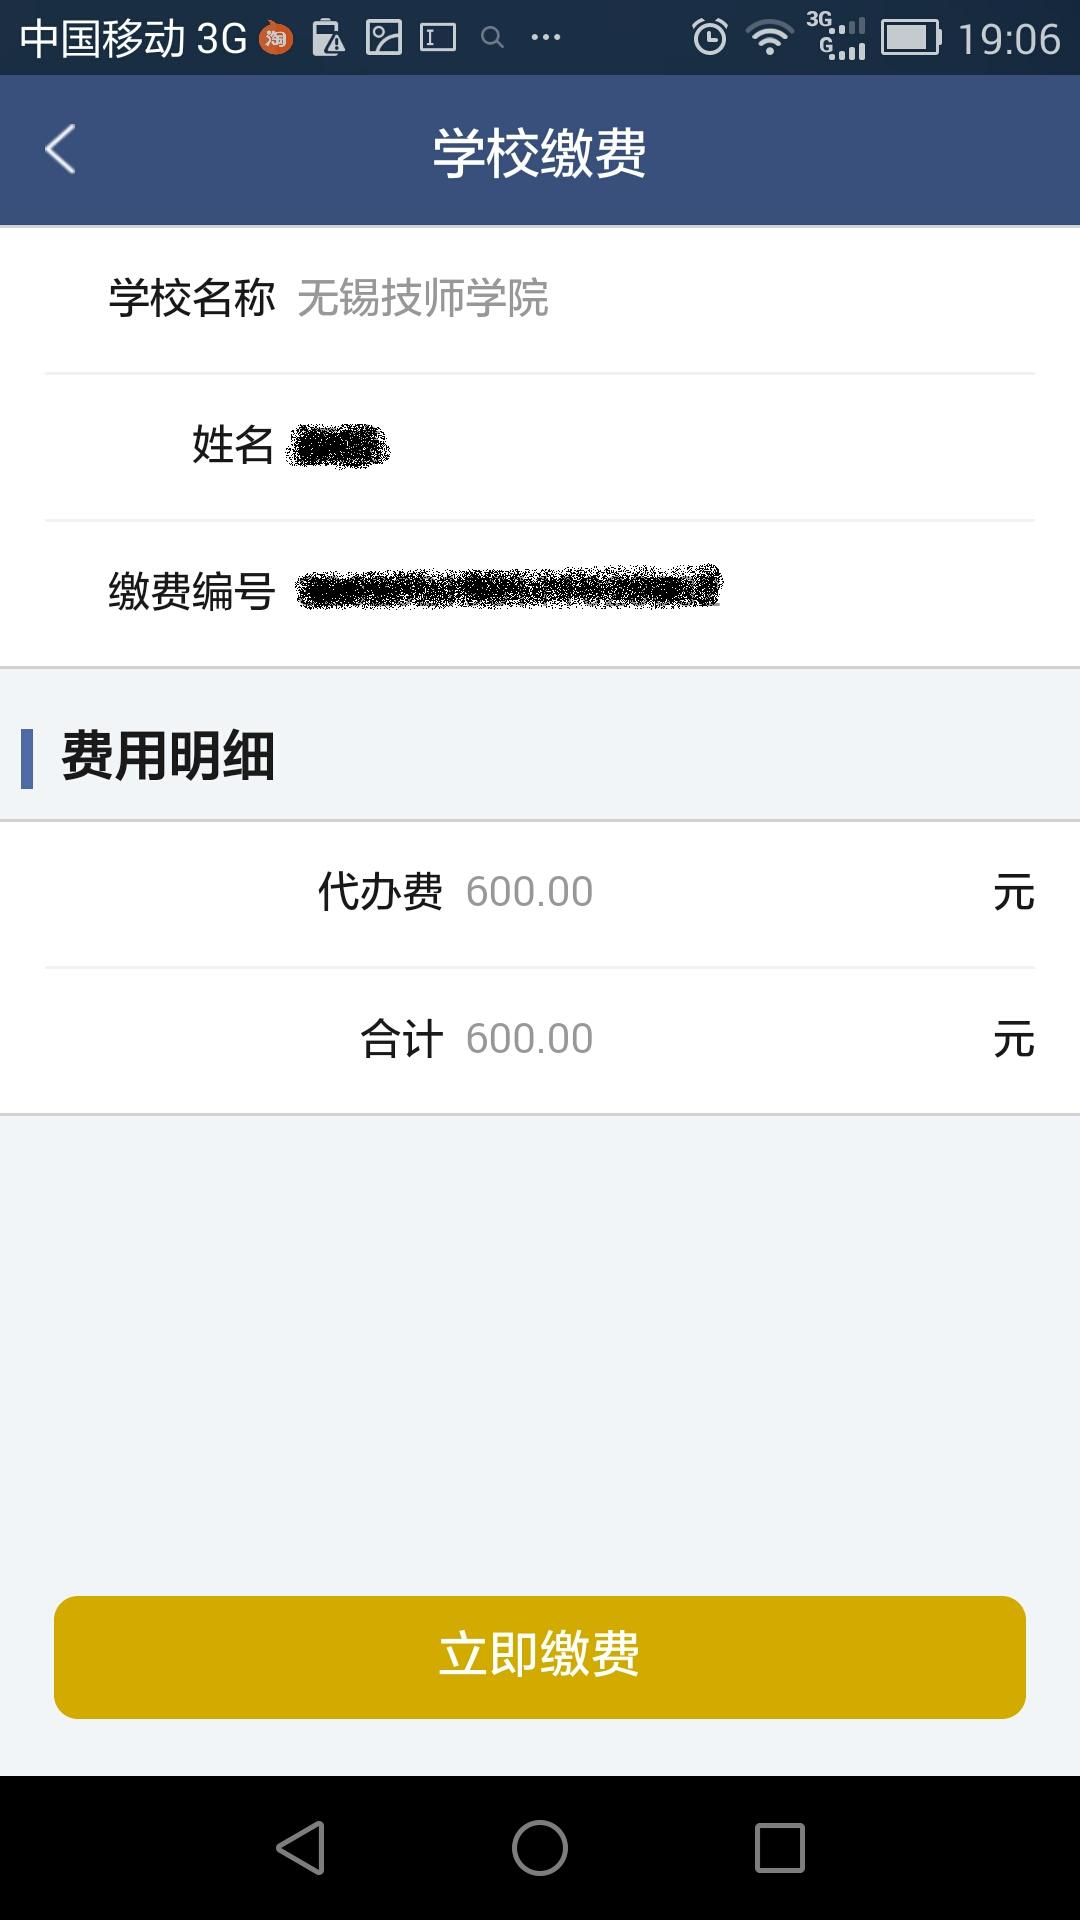 中国移动 3G 淘 3G G 19:06
学校缴费
学校名称 无锡技师学院
姓名
缴费编号
费用明细
代办费 600.00 元
合计 600.00 元
立即缴费